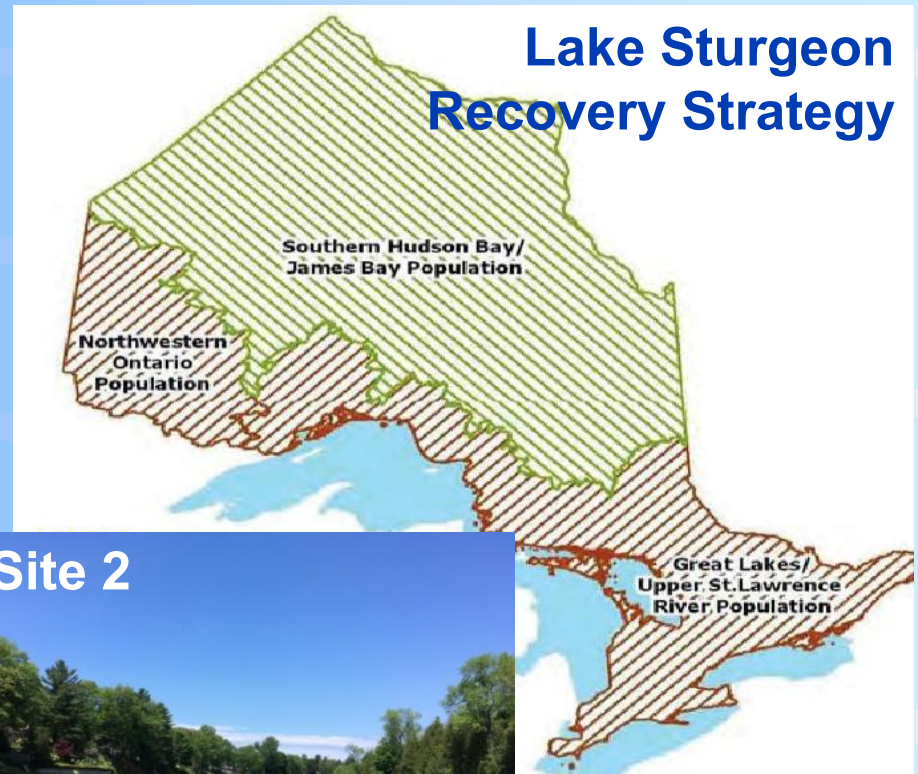 Lake Sturgeon
Recovery Strategy
Southern Hudson Bay/
James Bay Population
Northwestern
Ontario
Population
Great Lakes/
Upper St.Lawrence
River Population
Site 2